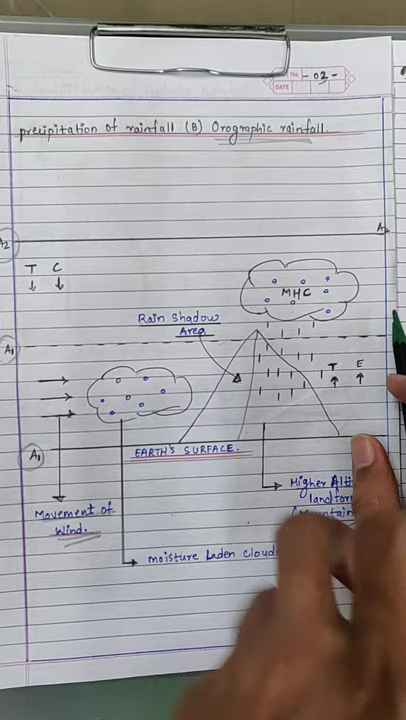 No. - 02 -
DATE
precipitation of rainfall (B) Orographic rainfall.
A2
T C
MHC
Rain Shadow
Area
A1
T E
A1
EARTH'S SURFACE.
Higher
Movement of
Wind.
Mountain
moisture Laden Cloud